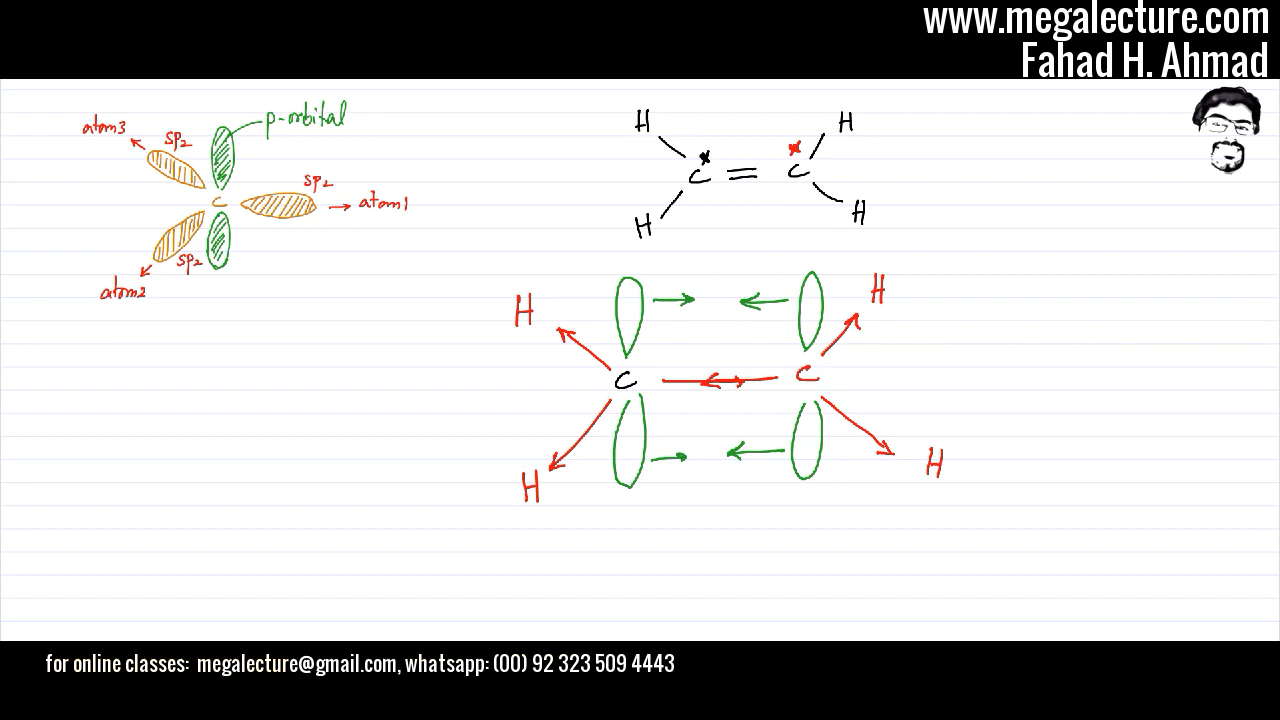 www.megalecture.com
Fahad H. Ahmad
p-orbital
atom3
sp2
sp2
C
atom1
sp2
atom2
H H
C = C
H H
H H
C C
H H
for online classes: megalecture@gmail.com, whatsapp: (00) 92 323 509 4443